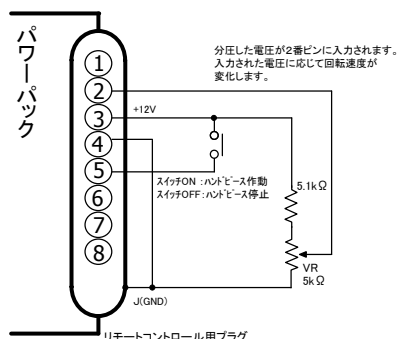 パワーパック
①
②
③
④
⑤
⑥
⑦
⑧
分圧した電圧が2番ピンに入力されます。
入力された電圧に応じて回転速度が
変化します。
+12V
スイッチON：ハンドピース作動
スイッチOFF：ハンドピース停止
5.1kΩ
VR
5kΩ
J(GND)
リモートコントロール用プラグ